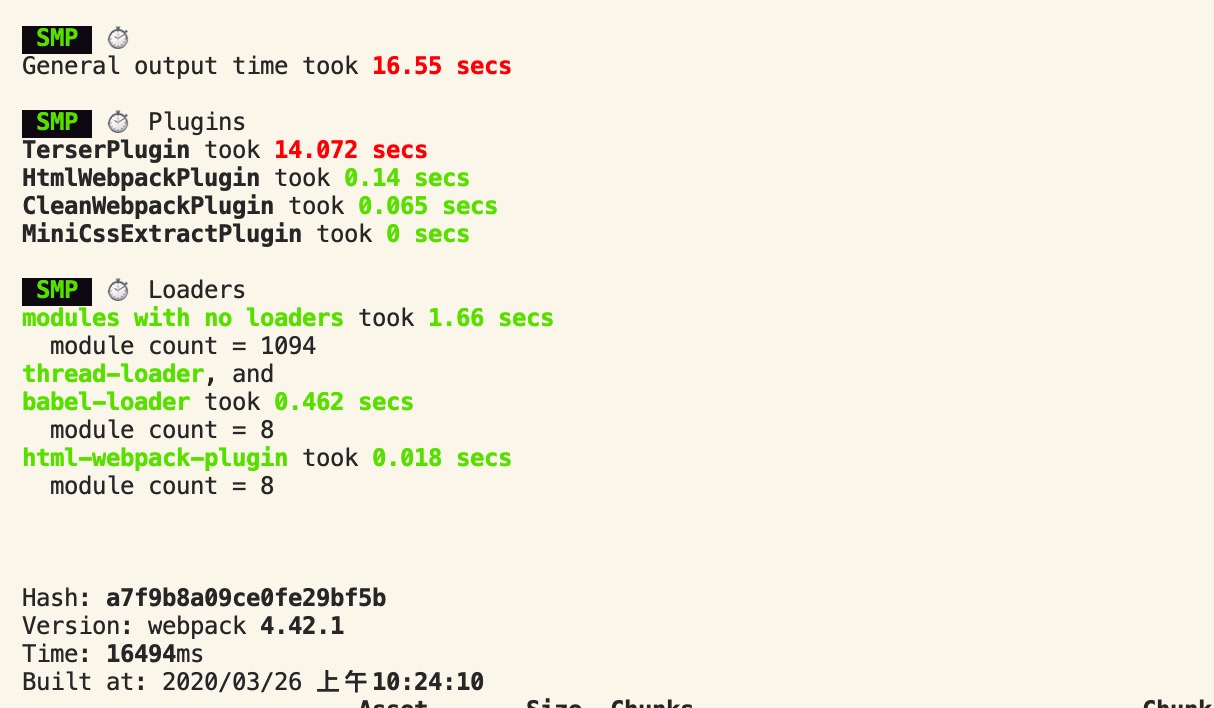 SMP ⏱
General output time took 16.55 secs
SMP ⏱ Plugins
TerserPlugin took 14.072 secs
HtmlWebpackPlugin took 0.14 secs
CleanWebpackPlugin took 0.065 secs
MiniCssExtractPlugin took 0 secs
SMP ⏱ Loaders
modules with no loaders took 1.66 secs
module count = 1094
thread-loader, and
babel-loader took 0.462 secs
module count = 8
html-webpack-plugin took 0.018 secs
module count = 8
Hash: a7f9b8a09ce0fe29bf5b
Version: webpack 4.42.1
Time: 16494ms
Built at: 2020/03/26 上午10:24:10
Asset Size Chunks Chunk